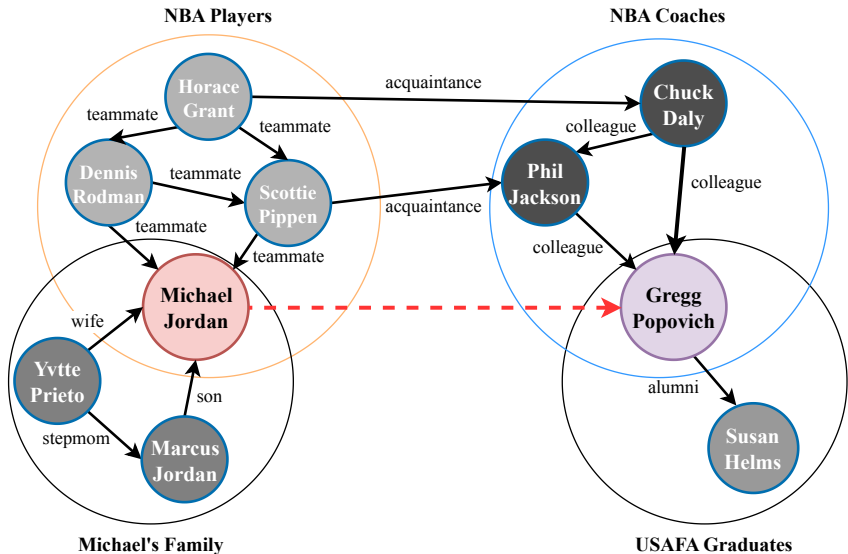 NBA Players
NBA Coaches
Horace
Grant
acquaintance
Chuck
Daly
teammate
teammate
colleague
Dennis
Rodman
teammate
Scottie
Pippen
acquaintance
Phil
Jackson
colleague
teammate
teammate
colleague
Michael
Jordan
Gregg
Popovich
wife
Yvtte
Prieto
son
alumni
stepmom
Marcus
Jordan
Susan
Helms
Michael's Family
USAFA Graduates